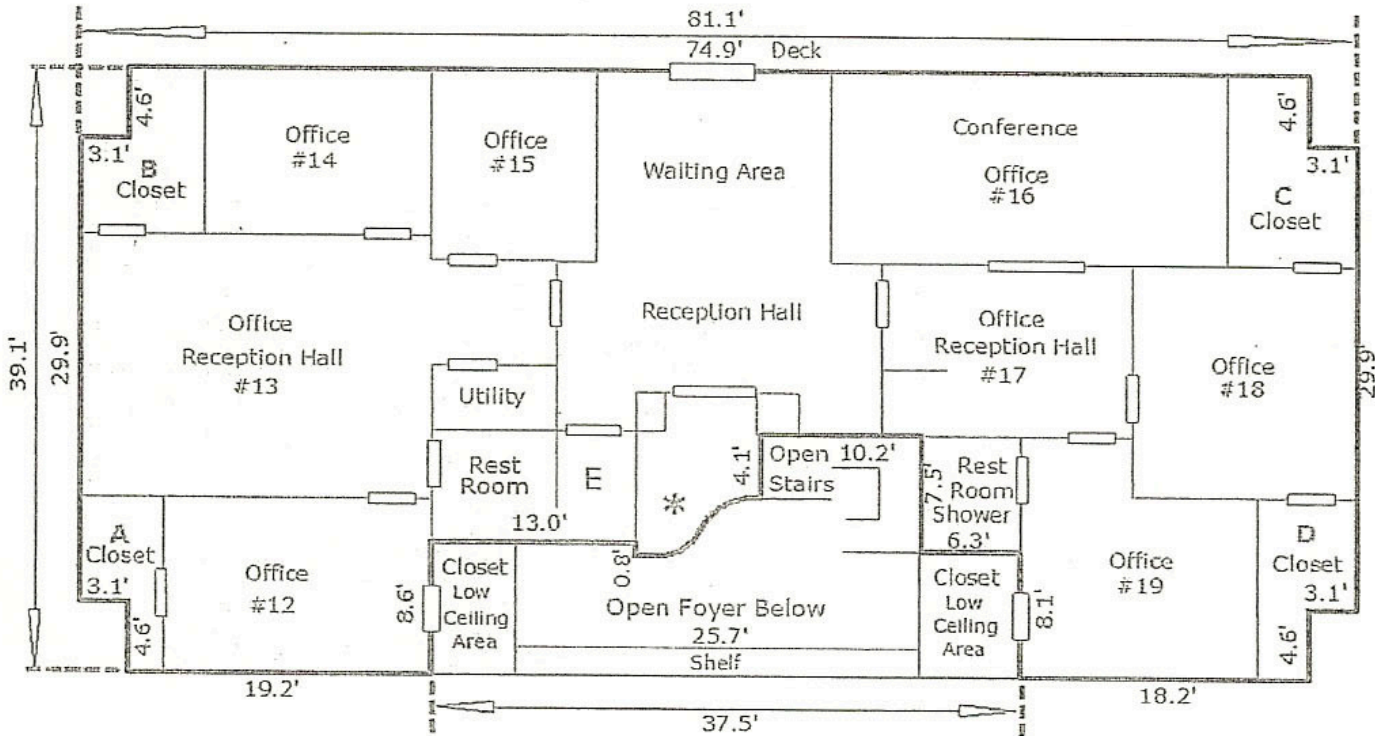 81.1'
74.9' Deck
4.6'
3.1'
B
Closet
Office
#14
Office
#15
Waiting Area
Conference
Office
#16
4.6'
3.1'
C
Closet
39.1'
29.9'
Office
Reception Hall
#13
Reception Hall
Office
Reception Hall
#17
Office
#18
29.9'
Utility
Rest
Room
E
13.0'
*
4.1'
Open 10.2'
Stairs
7.5'
Rest
Room
Shower
6.3'
A
Closet
3.1'
4.6'
Office
#12
8.6'
Closet
Low
Ceiling
Area
0.8'
Open Foyer Below
25.7'
Shelf
Closet
Low
Ceiling
Area
8.1'
Office
#19
D
Closet
3.1'
4.6'
19.2'
37.5'
18.2'